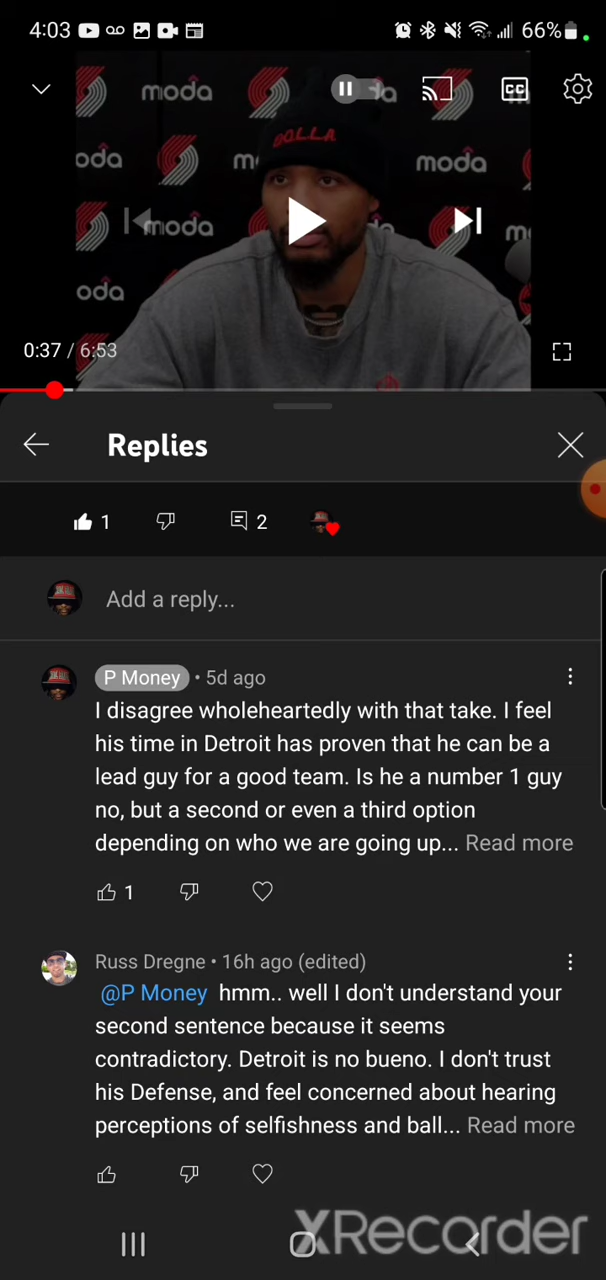 4:03
66%
moda
CC
DOLLA
oda
moda
moda
oda
0:37 / 6:53
Replies
1
2
Add a reply...
P Money • 5d ago
I disagree wholeheartedly with that take. I feel
his time in Detroit has proven that he can be a
lead guy for a good team. Is he a number 1 guy
no, but a second or even a third option
depending on who we are going up... Read more
1
Russ Dregne • 16h ago (edited)
@P Money hmm.. well I don't understand your
second sentence because it seems
contradictory. Detroit is no bueno. I don't trust
his Defense, and feel concerned about hearing
perceptions of selfishness and ball... Read more
XRecorder